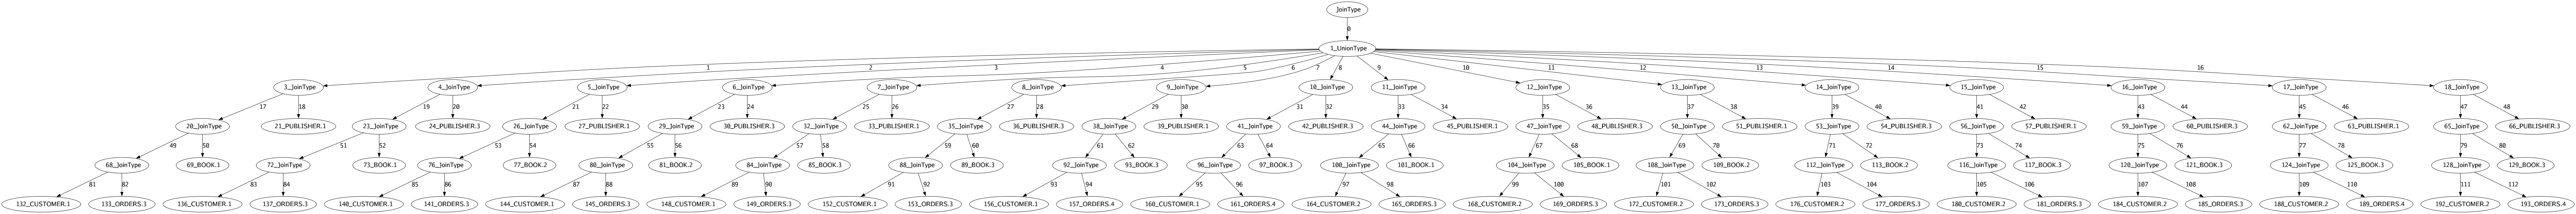 JoinType
0
1_UnionType
1 2 3 4 5 6 7 8 9 10 11 12 13 14 15 16
3_JoinType 4_JoinType 5_JoinType 6_JoinType 7_JoinType 8_JoinType 9_JoinType 10_JoinType 11_JoinType 12_JoinType 13_JoinType 14_JoinType 15_JoinType 16_JoinType 17_JoinType 18_JoinType
17 18 19 20 21 22 23 24 25 26 27 28 29 30 31 32 33 34 35 36 37 38 39 40 41 42 43 44 45 46 47 48
20_JoinType 21_PUBLISHER.1 23_JoinType 24_PUBLISHER.3 26_JoinType 27_PUBLISHER.1 29_JoinType 30_PUBLISHER.3 32_JoinType 33_PUBLISHER.1 35_JoinType 36_PUBLISHER.3 38_JoinType 39_PUBLISHER.1 41_JoinType 42_PUBLISHER.3 44_JoinType 45_PUBLISHER.1 47_JoinType 48_PUBLISHER.3 50_JoinType 51_PUBLISHER.1 53_JoinType 54_PUBLISHER.3 56_JoinType 57_PUBLISHER.1 59_JoinType 60_PUBLISHER.3 62_JoinType 63_PUBLISHER.1 65_JoinType 66_PUBLISHER.3
49 50 51 52 53 54 55 56 57 58 59 60 61 62 63 64 65 66 67 68 69 70 71 72 73 74 75 76 77 78 79 80
68_JoinType 69_BOOK.1 72_JoinType 73_BOOK.1 76_JoinType 77_BOOK.2 80_JoinType 81_BOOK.2 84_JoinType 85_BOOK.3 88_JoinType 89_BOOK.3 92_JoinType 93_BOOK.3 96_JoinType 97_BOOK.3 100_JoinType 101_BOOK.1 104_JoinType 105_BOOK.1 108_JoinType 109_BOOK.2 112_JoinType 113_BOOK.2 116_JoinType 117_BOOK.3 120_JoinType 121_BOOK.3 124_JoinType 125_BOOK.3 128_JoinType 129_BOOK.3
81 82 83 84 85 86 87 88 89 90 91 92 93 94 95 96 97 98 99 100 101 102 103 104 105 106 107 108 109 110 111 112
132_CUSTOMER.1 133_ORDERS.3 136_CUSTOMER.1 137_ORDERS.3 140_CUSTOMER.1 141_ORDERS.3 144_CUSTOMER.1 145_ORDERS.3 148_CUSTOMER.1 149_ORDERS.3 152_CUSTOMER.1 153_ORDERS.3 156_CUSTOMER.1 157_ORDERS.4 160_CUSTOMER.1 161_ORDERS.4 164_CUSTOMER.2 165_ORDERS.3 168_CUSTOMER.2 169_ORDERS.3 172_CUSTOMER.2 173_ORDERS.3 176_CUSTOMER.2 177_ORDERS.3 180_CUSTOMER.2 181_ORDERS.3 184_CUSTOMER.2 185_ORDERS.3 188_CUSTOMER.2 189_ORDERS.4 192_CUSTOMER.2 193_ORDERS.4